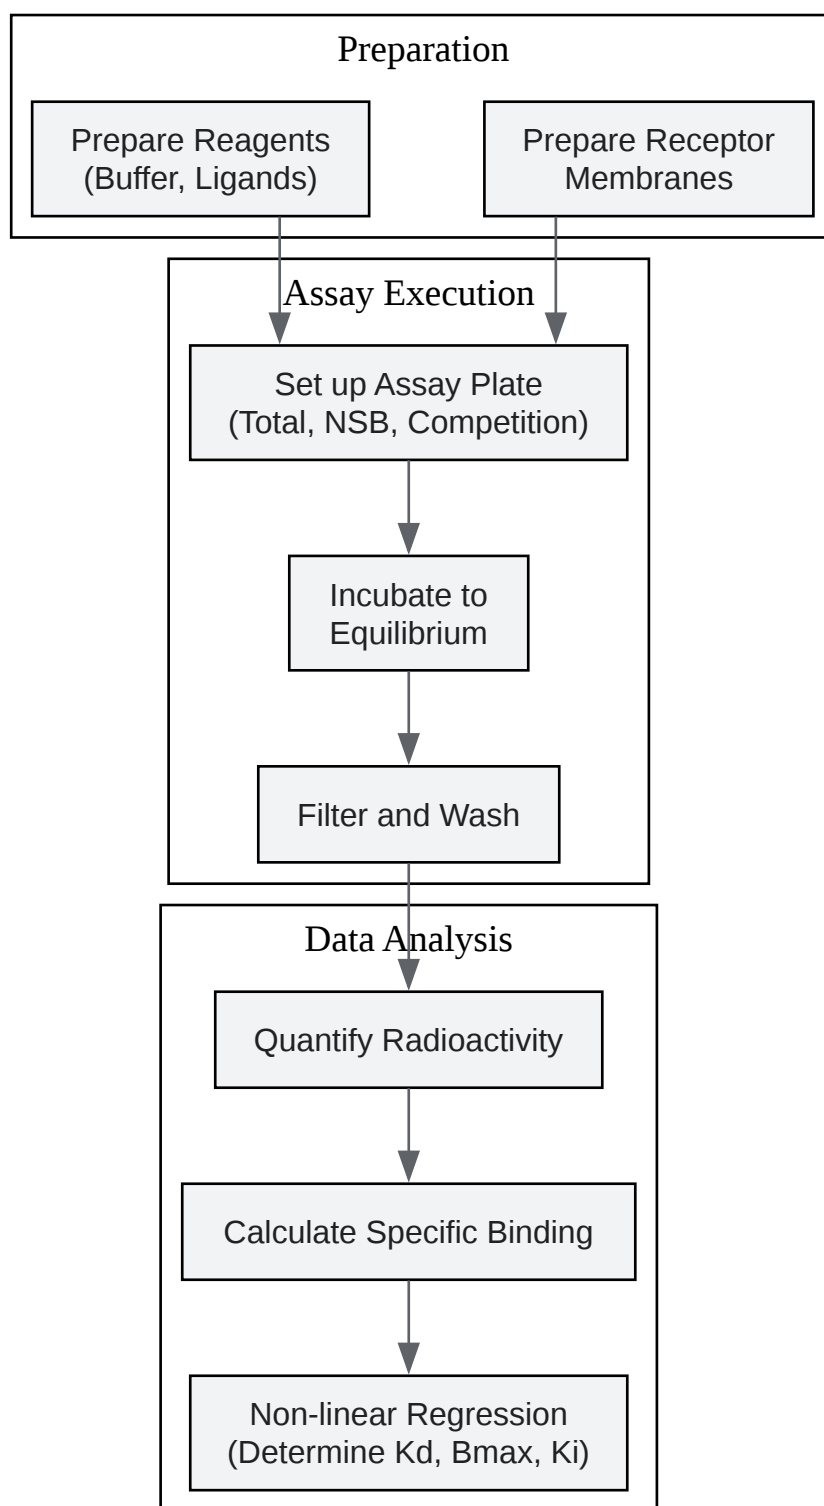 Preparation
Prepare Reagents
(Buffer, Ligands)
Prepare Receptor
Membranes
Assay Execution
Set up Assay Plate
(Total, NSB, Competition)
Incubate to
Equilibrium
Filter and Wash
Data Analysis
Quantify Radioactivity
Calculate Specific Binding
Non-linear Regression
(Determine Kd, Bmax, Ki)